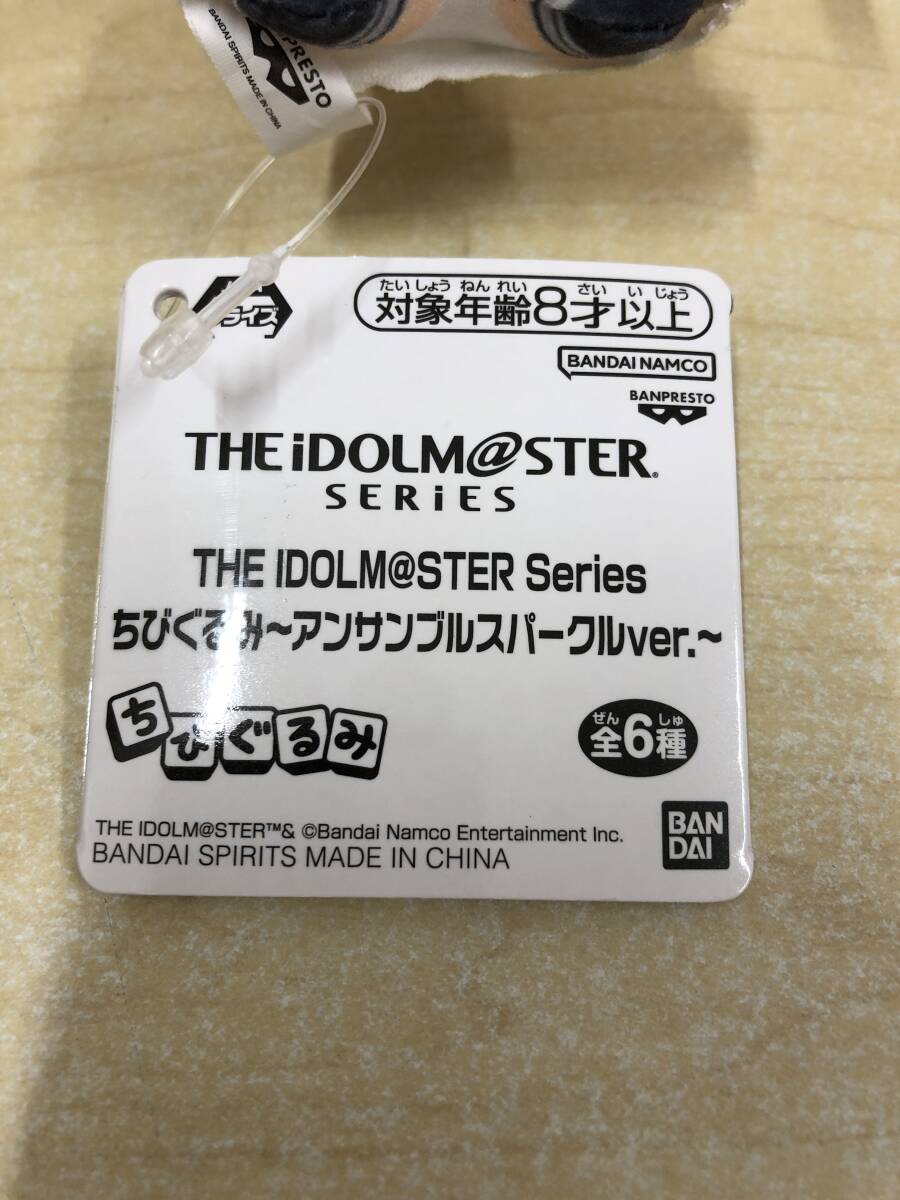 BANPRESTO
BANDAI SPIRITS MADE IN CHINA
たいしょうねんれい さいいじょう
対象年齢8才以上
BANDAI NAMCO
BANPRESTO
THE iDOLM@STER®
SERiES
THE IDOLM@STER Series
ちびぐるみ～アンサンブルスパークルver.～
ちびぐるみ
ぜん しゅ
全6種
THE IDOLM@STER™& ©Bandai Namco Entertainment Inc.
BANDAI SPIRITS MADE IN CHINA
BAN
DAI